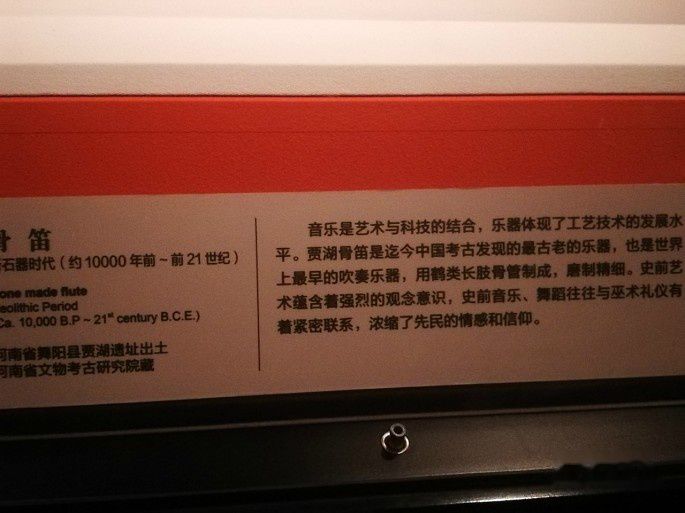 骨笛
石器时代（约10000年前～前21世纪）
one made flute
eolithic Period
Ca. 10,000 B.P ~ 21st century B.C.E.)
河南省舞阳县贾湖遗址出土
河南省文物考古研究院藏
音乐是艺术与科技的结合，乐器体现了工艺技术的发展水
平。贾湖骨笛是迄今中国考古发现的最古老的乐器，也是世界
上最早的吹奏乐器，用鹤类长肢骨管制成，磨制精细。史前艺
术蕴含着强烈的观念意识，史前音乐、舞蹈往往与巫术礼仪有
着紧密联系，浓缩了先民的情感和信仰。